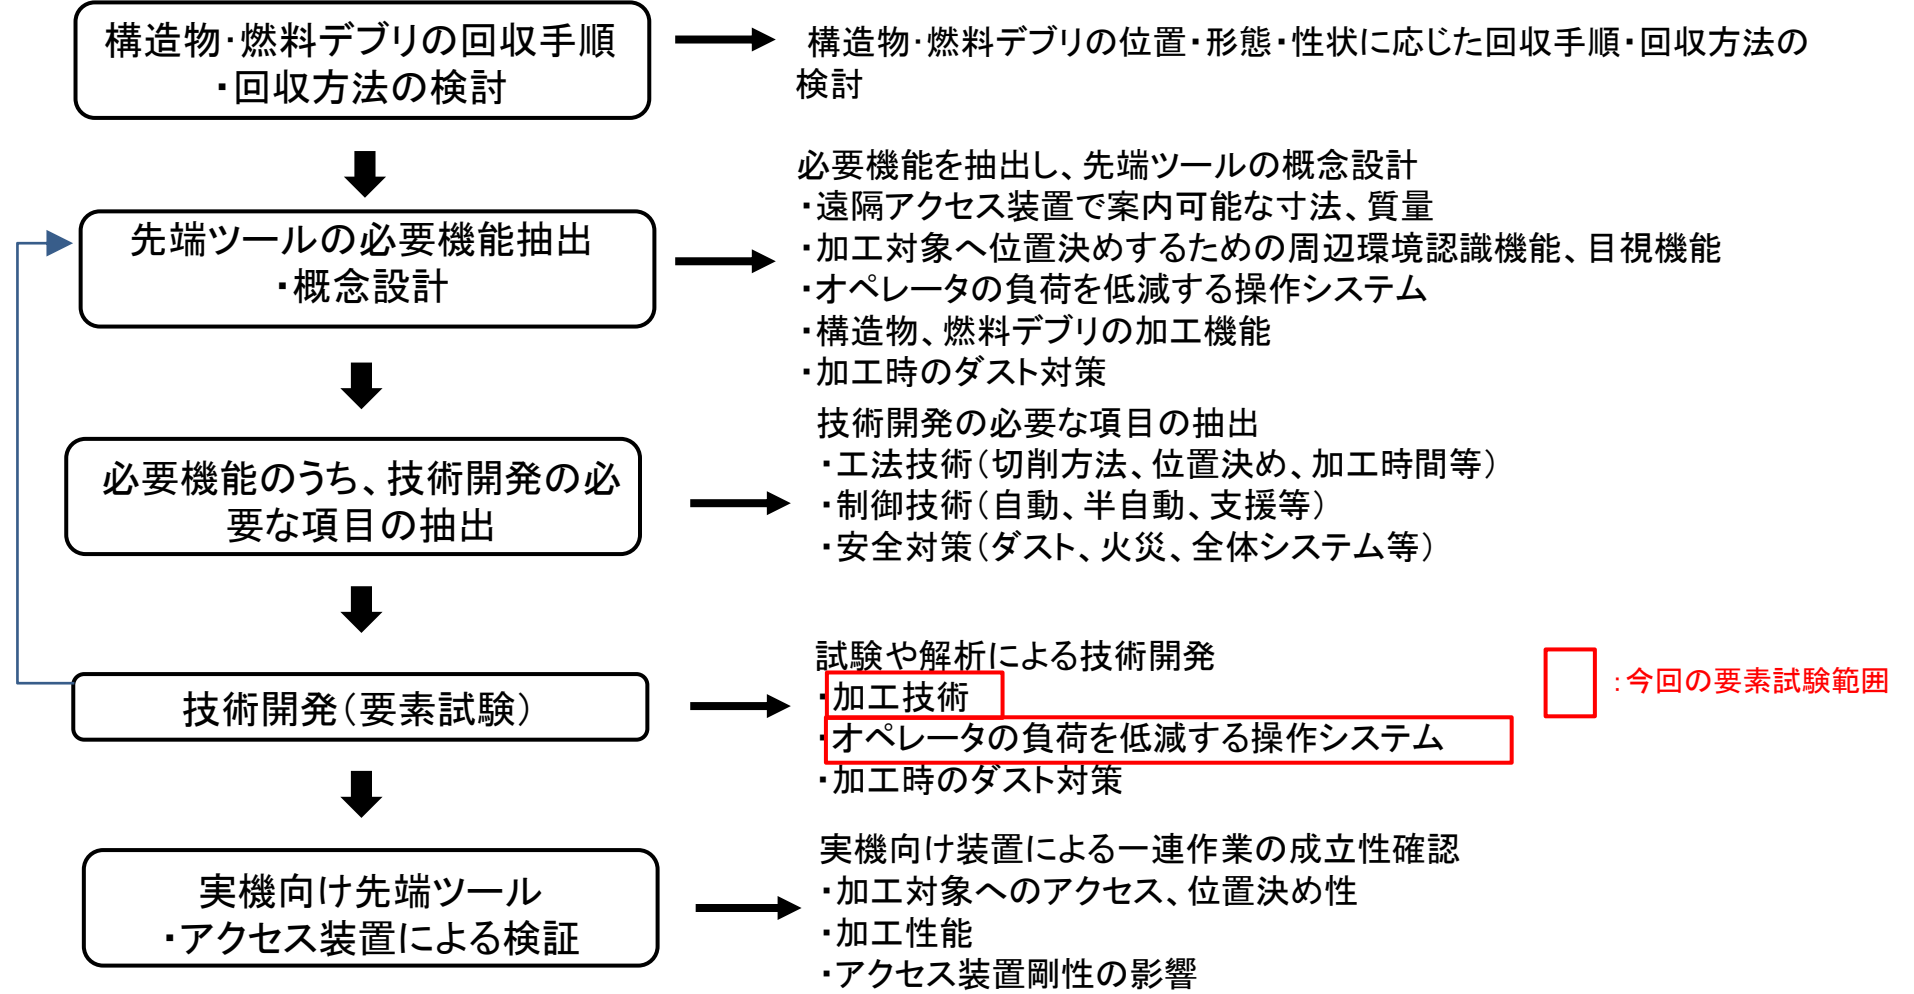 構造物・燃料デブリの回収手順
・回収方法の検討
構造物・燃料デブリの位置・形態・性状に応じた回収手順・回収方法の
検討
先端ツールの必要機能抽出
・概念設計
必要機能を抽出し、先端ツールの概念設計
・遠隔アクセス装置で案内可能な寸法、質量
・加工対象へ位置決めするための周辺環境認識機能、目視機能
・オペレータの負荷を低減する操作システム
・構造物、燃料デブリの加工機能
・加工時のダスト対策
必要機能のうち、技術開発の必
要な項目の抽出
技術開発の必要な項目の抽出
・工法技術（切削方法、位置決め、加工時間等）
・制御技術（自動、半自動、支援等）
・安全対策（ダスト、火災、全体システム等）
技術開発（要素試験）
試験や解析による技術開発
・加工技術
・オペレータの負荷を低減する操作システム
・加工時のダスト対策
：今回の要素試験範囲
実機向け先端ツール
・アクセス装置による検証
実機向け装置による一連作業の成立性確認
・加工対象へのアクセス、位置決め性
・加工性能
・アクセス装置剛性の影響